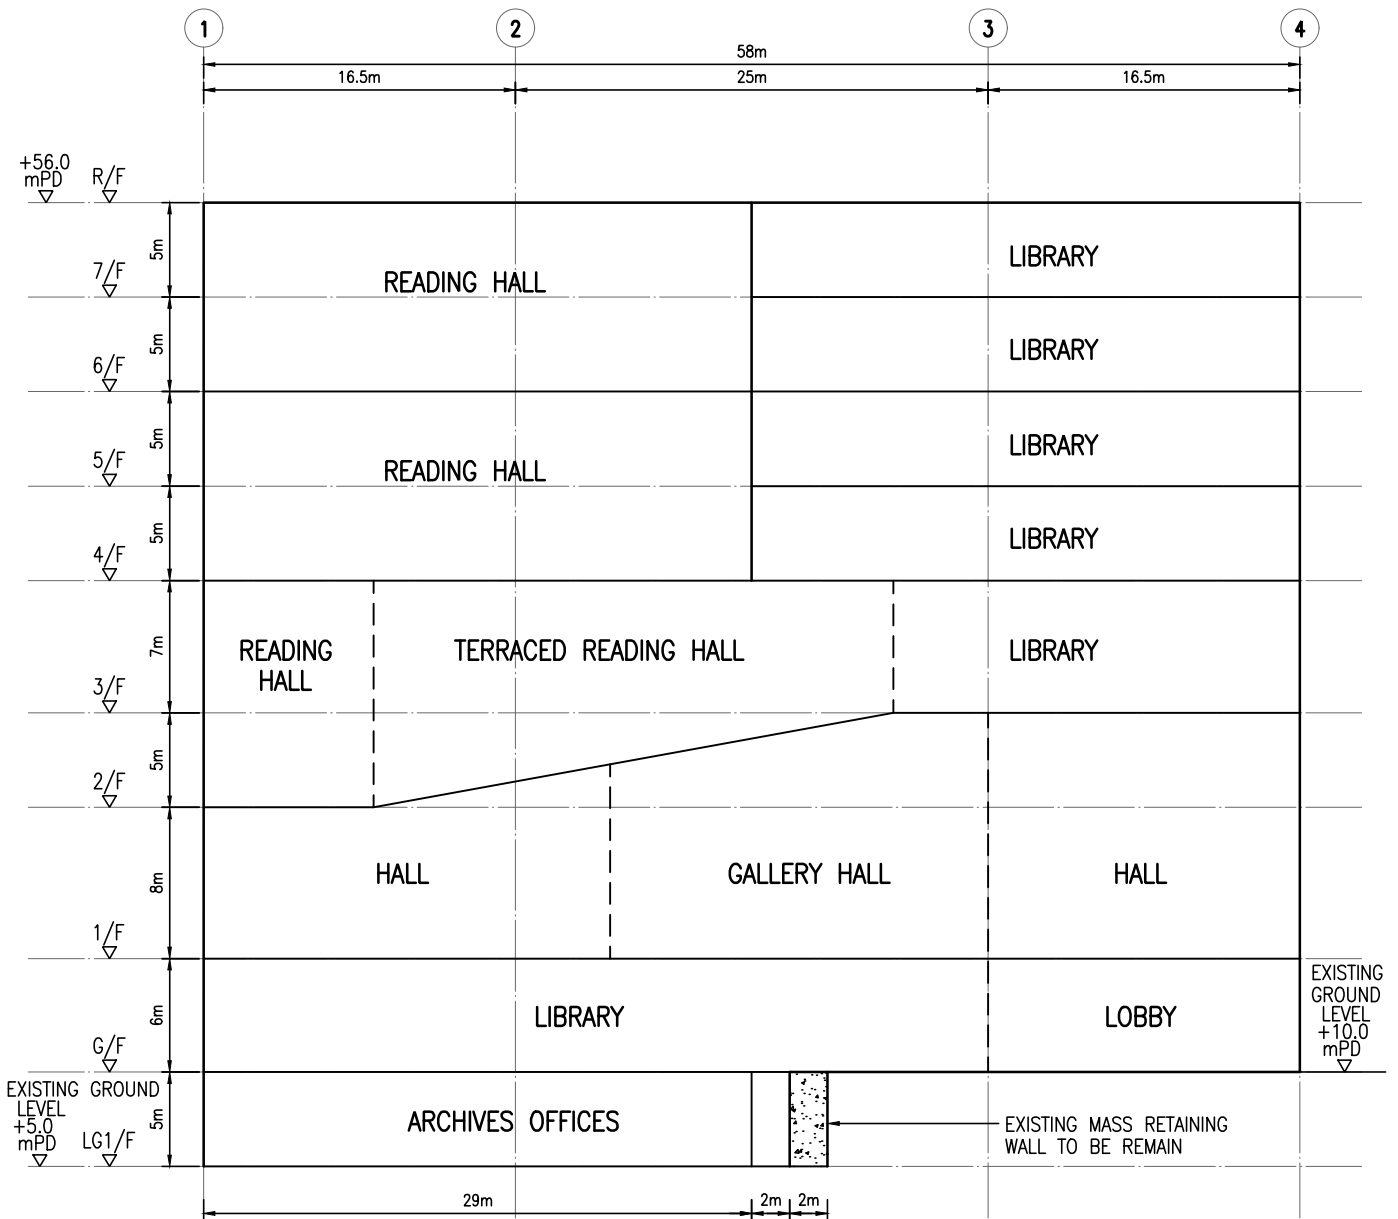 1
2
3
4
58m
16.5m
25m
16.5m
+56.0
mPD
R/F
5m
LIBRARY
7/F
READING HALL
5m
LIBRARY
6/F
5m
LIBRARY
5/F
READING HALL
5m
LIBRARY
4/F
7m
READING
HALL
TERRACED READING HALL
LIBRARY
3/F
5m
2/F
8m
HALL
GALLERY HALL
HALL
1/F
6m
LIBRARY
LOBBY
EXISTING
GROUND
LEVEL
+10.0
mPD
G/F
EXISTING GROUND
LEVEL
+5.0
mPD
LG1/F
5m
ARCHIVES OFFICES
EXISTING MASS RETAINING
WALL TO BE REMAIN
29m
2m
2m